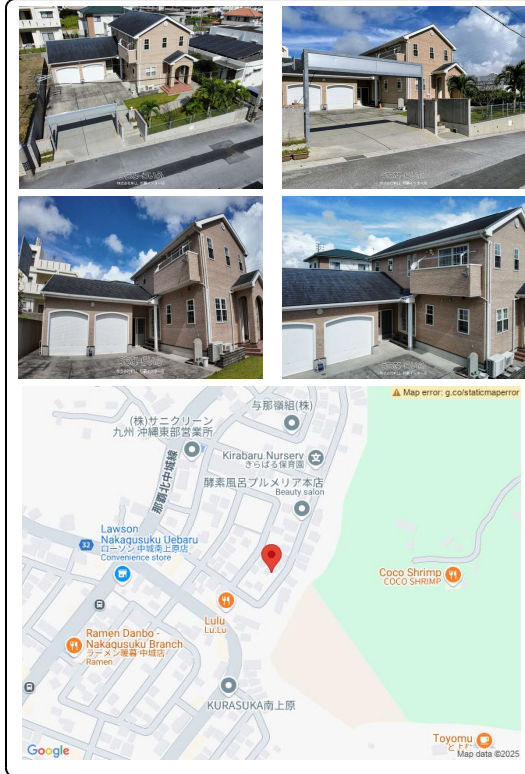 Map error: g.co/staticmaperror
与那嶺組(株)
(株)サニクリーン
九州 沖縄東部営業所
Kirabaru Nursery
きらばる保育園
那覇北中城線
酵素風呂プルメリア本店
Beauty salon
Lawson
Nakagusuku Uebaru
ローソン 中城南上原店
Convenience store
32
Coco Shrimp
COCO SHRIMP
Lulu
Lu.Lu
Ramen Danbo -
Nakagusuku Branch
ラーメン暖暮 中城店
Ramen
KURASUKA南上原
Toyomu
とよむ
Google
Map data ©2025